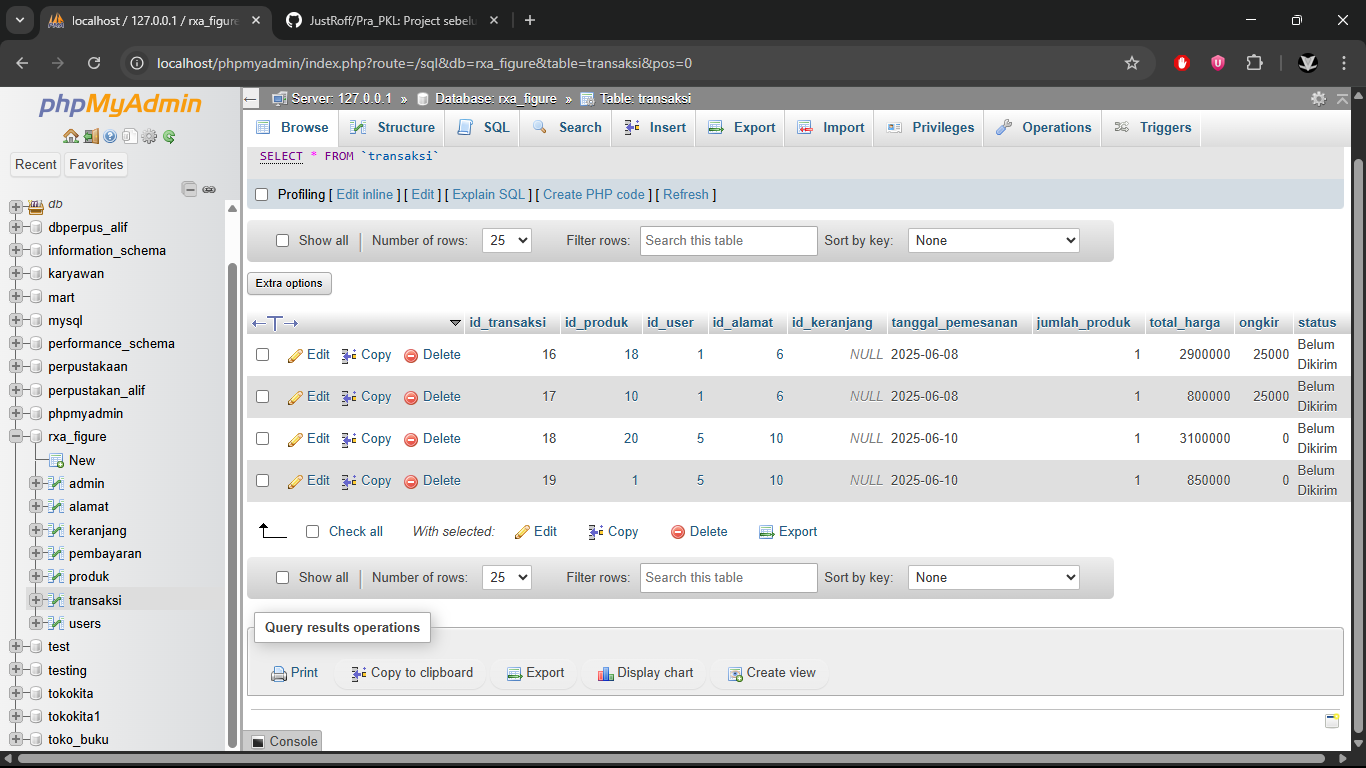 localhost / 127.0.0.1 / rxa_figure
JustRoff/Pra_PKL: Project sebelu
localhost/phpmyadmin/index.php?route=/sql&db=rxa_figure&table=transaksi&pos=0
phpMyAdmin
Recent Favorites
db
dbperpus_alif
information_schema
karyawan
mart
mysql
performance_schema
perpustakaan
perpustakan_alif
phpmyadmin
rxa_figure
New
admin
alamat
keranjang
pembayaran
produk
transaksi
users
test
testing
tokokita
tokokita1
toko_buku
Server: 127.0.0.1 » Database: rxa_figure » Table: transaksi
Browse Structure SQL Search Insert Export Import Privileges Operations Triggers
SELECT * FROM `transaksi`
Profiling [ Edit inline ] [ Edit ] [ Explain SQL ] [ Create PHP code ] [ Refresh ]
Show all Number of rows: 25 Filter rows: Search this table Sort by key: None
Extra options
id_transaksi id_produk id_user id_alamat id_keranjang tanggal_pemesanan jumlah_produk total_harga ongkir status
Edit Copy Delete 16 18 1 6 NULL 2025-06-08 1 2900000 25000 Belum Dikirim
Edit Copy Delete 17 10 1 6 NULL 2025-06-08 1 800000 25000 Belum Dikirim
Edit Copy Delete 18 20 5 10 NULL 2025-06-10 1 3100000 0 Belum Dikirim
Edit Copy Delete 19 1 5 10 NULL 2025-06-10 1 850000 0 Belum Dikirim
Check all With selected: Edit Copy Delete Export
Show all Number of rows: 25 Filter rows: Search this table Sort by key: None
Query results operations
Print Copy to clipboard Export Display chart Create view
Console